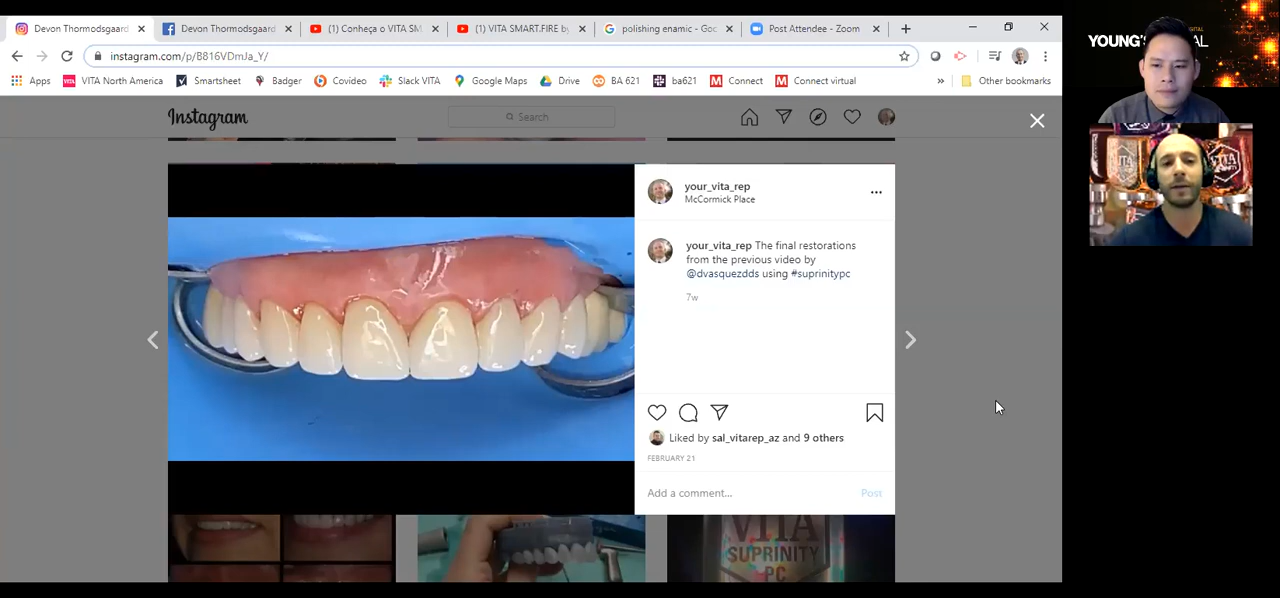 Devon Thormodsgaard
Devon Thormodsgaard
(1) Conheça o VITA SM
(1) VITA SMART.FIRE by
polishing enamic - Goo
Post Attendee - Zoom
instagram.com/p/B816VDmJa_Y/
Apps
VITA North America
Smartsheet
Badger
Covideo
Slack VITA
Google Maps
Drive
BA 621
ba621
Connect
Connect virtual
»
Other bookmarks
Instagram
Search
your_vita_rep
McCormick Place
your_vita_rep The final restorations
from the previous video by
@dvasquezdds using #suprinitypc
7w
Liked by sal_vitarep_az and 9 others
FEBRUARY 21
Add a comment...
Post
VITA
SUPRINITY
PC
YOUNG'S
VITA
VITA